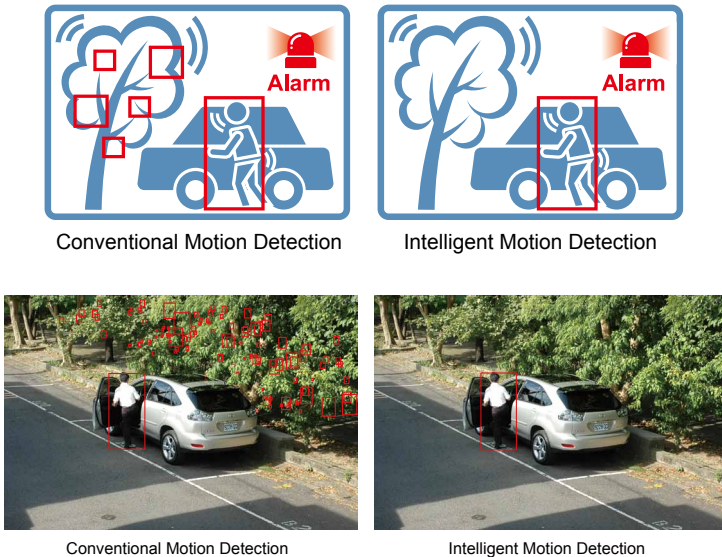 Alarm
Alarm
Conventional Motion Detection
Intelligent Motion Detection
Conventional Motion Detection
Intelligent Motion Detection